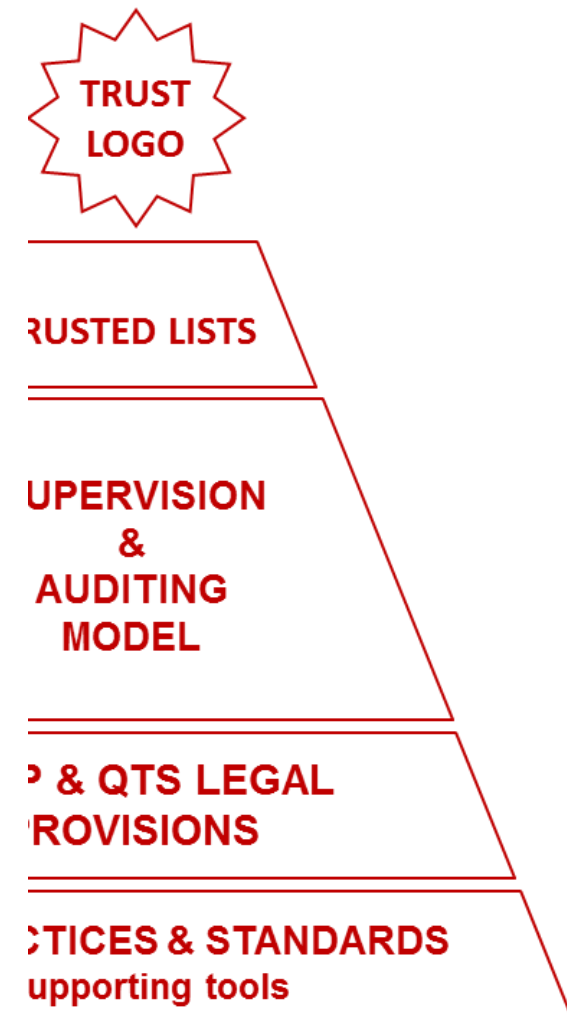 TRUST
LOGO
RUSTED LISTS
UPERVISION
&
AUDITING
MODEL
P & QTS LEGAL
ROVISIONS
CTICES & STANDARDS
upporting tools